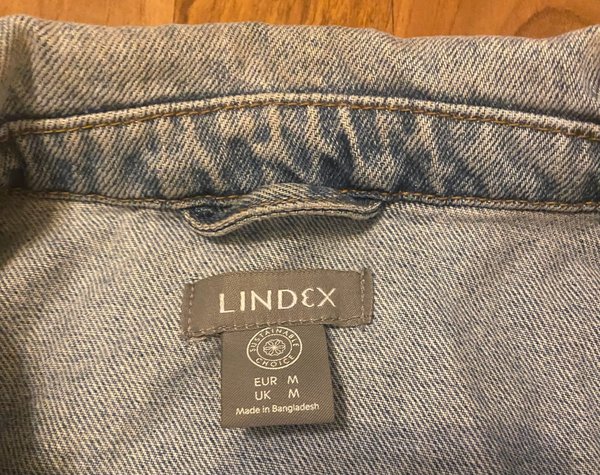 LINDEX
SUSTAINABLE
CHOICE
EUR M
UK M
Made in Bangladesh